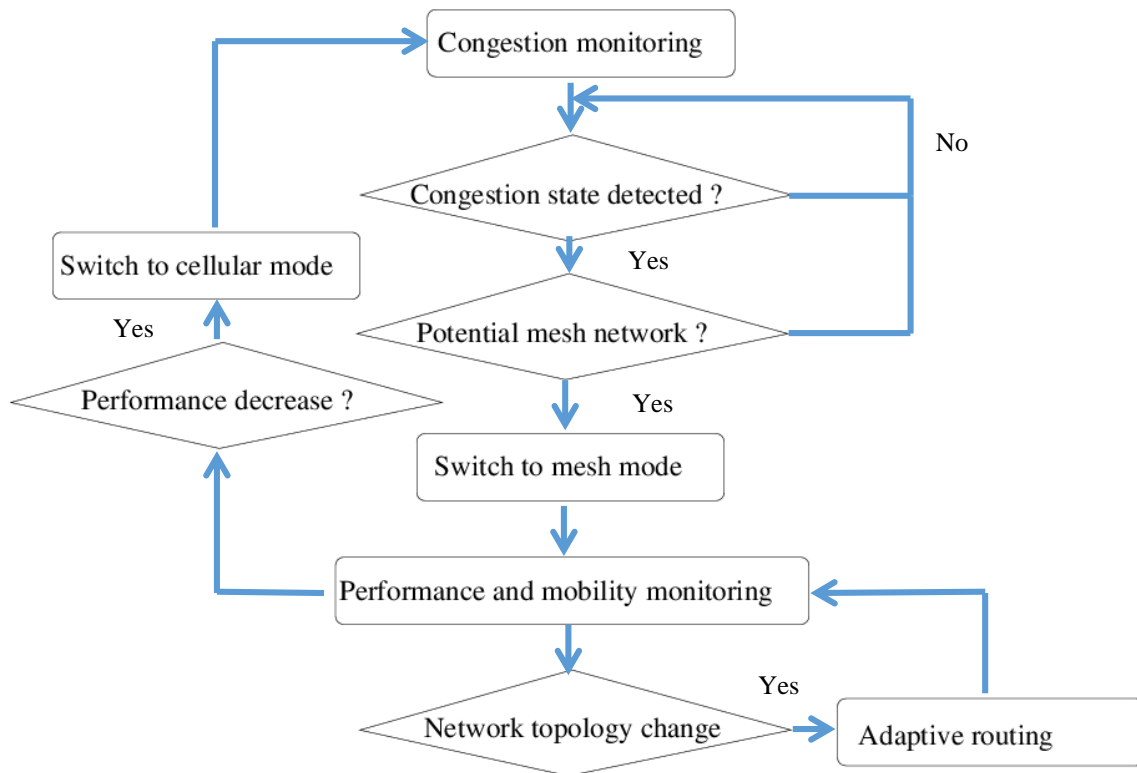 Congestion monitoring
No
Congestion state detected ?
Yes
Switch to cellular mode
Yes
Potential mesh network ?
Performance decrease ?
Yes
Switch to mesh mode
Performance and mobility monitoring
Yes
Network topology change
Adaptive routing